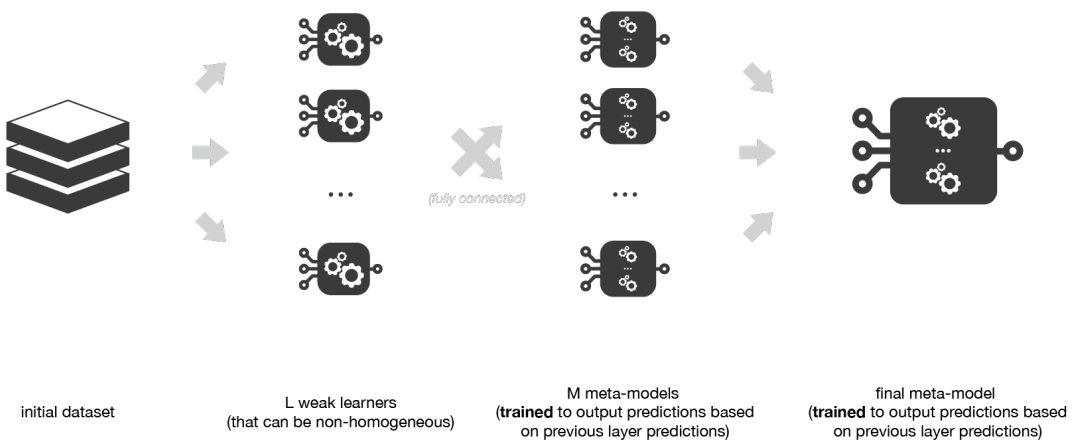 (fully connected)
initial dataset
L weak learners
(that can be non-homogeneous)
M meta-models
(trained to output predictions based
on previous layer predictions)
final meta-model
(trained to output predictions based
on previous layer predictions)